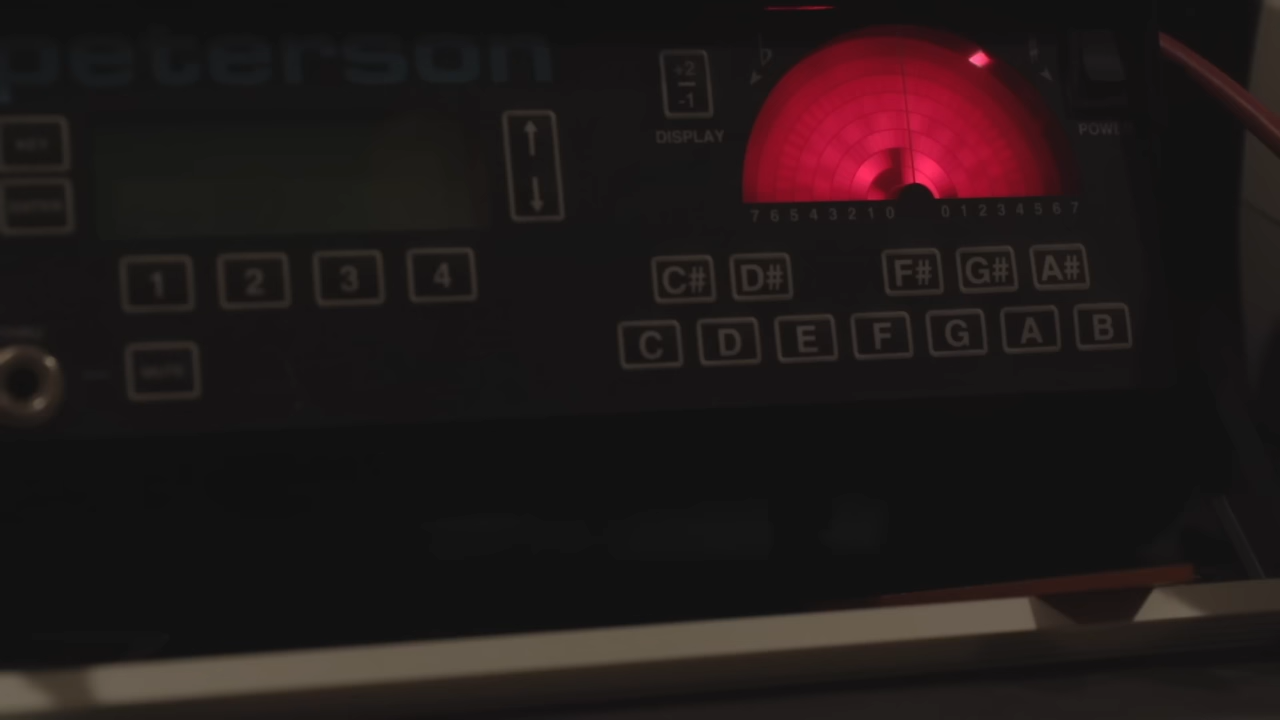 peterson
+2
-1
DISPLAY
POWER
7 6 5 4 3 2 1 0 0 1 2 3 4 5 6 7
1 2 3 4
C# D# F# G# A#
C D E F G A B